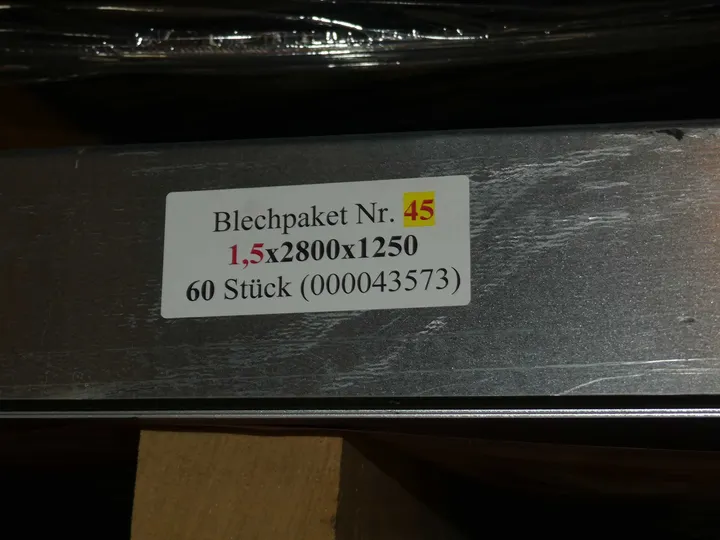 Blechpaket Nr. 45
1,5x2800x1250
60 Stück (000043573)